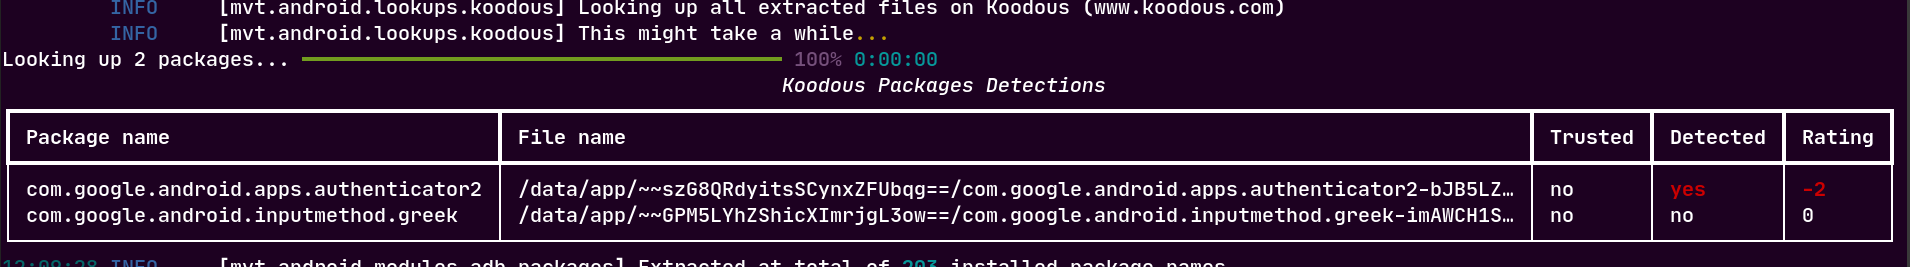 INFO [mvt.android.lookups.koodous] Looking up all extracted files on Koodous (www.koodous.com)
INFO [mvt.android.lookups.koodous] This might take a while...
Looking up 2 packages... 100% 0:00:00
Koodous Packages Detections
Package name File name Trusted Detected Rating
com.google.android.apps.authenticator2 /data/app/~~szG8QRdyitsSCynxZFUbqg==/com.google.android.apps.authenticator2-bJB5LZ… no yes -2
com.google.android.inputmethod.greek /data/app/~~GPM5LYhZShicXImrjgL3ow==/com.google.android.inputmethod.greek-imAWCH1S… no no 0
12:09:28 INFO [mvt.android.modules.adb.packages] Extracted at total of 203 installed package names